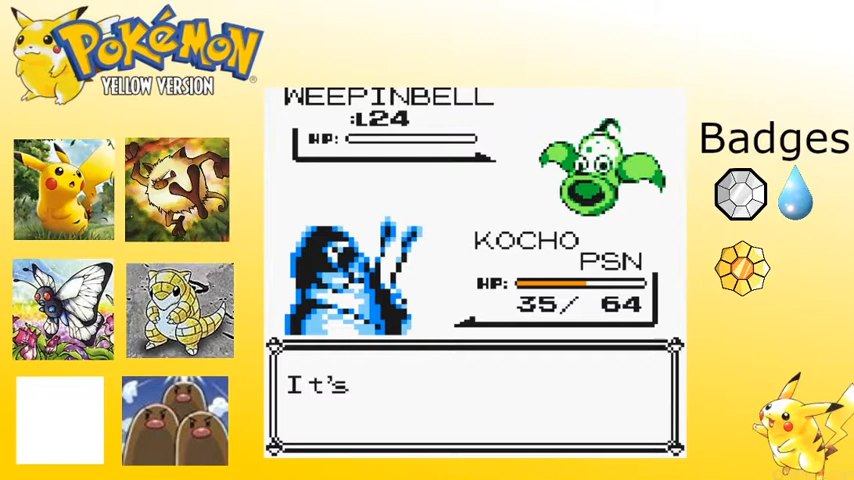 POKéMON
YELLOW VERSION
WEEPINBELL
:L24
HP:
KOCHO
PSN
HP:
35/ 64
It's
Badges